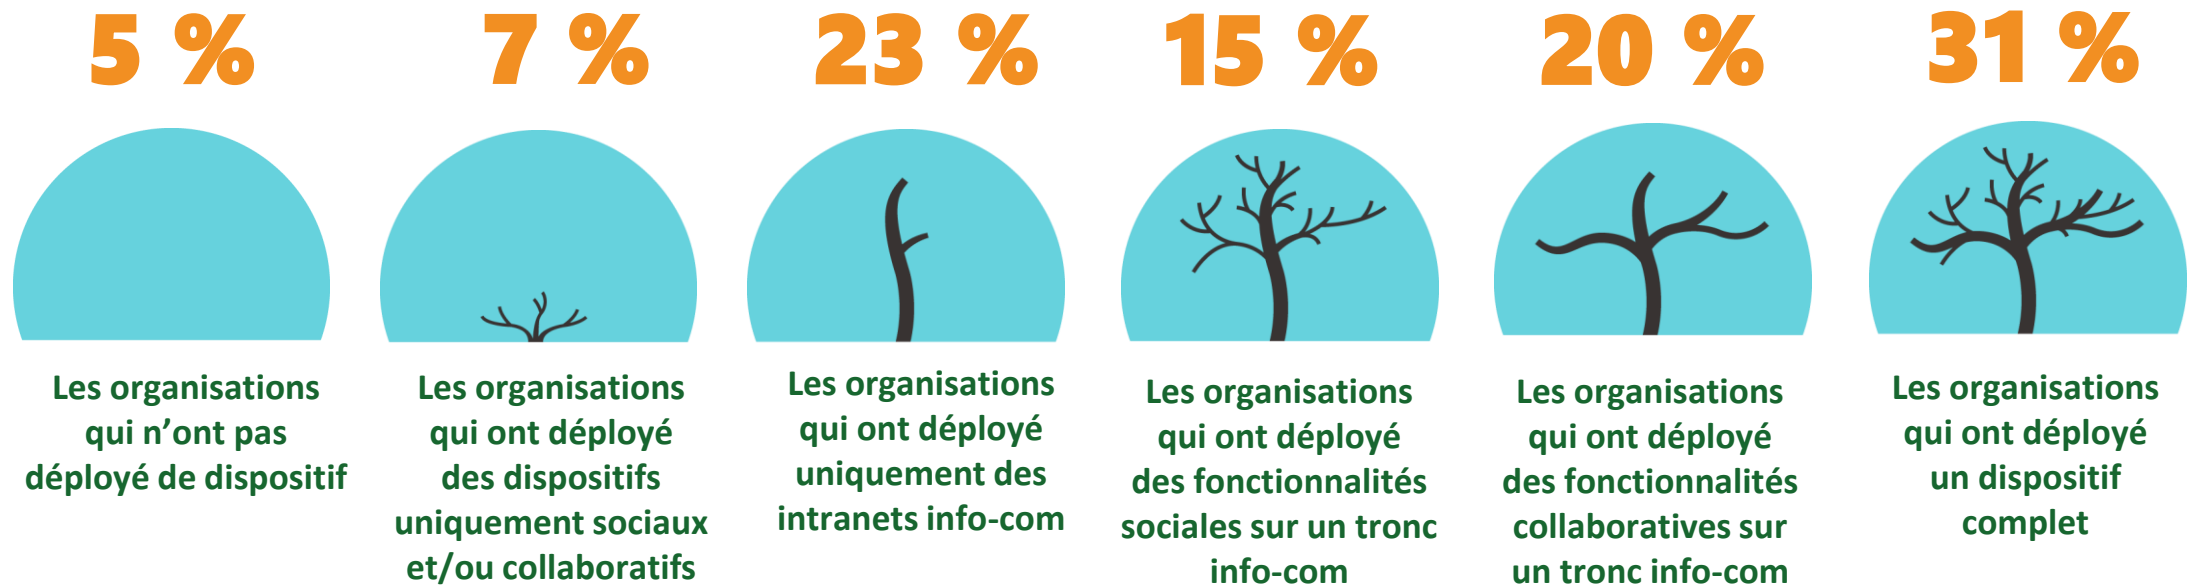 5 %
Les organisations
qui n’ont pas
déployé de dispositif
7 %
Les organisations
qui ont déployé
des dispositifs
uniquement sociaux
et/ou collaboratifs
23 %
Les organisations
qui ont déployé
uniquement des
intranets info-com
15 %
Les organisations
qui ont déployé
des fonctionnalités
sociales sur un tronc
info-com
20 %
Les organisations
qui ont déployé
des fonctionnalités
collaboratives sur
un tronc info-com
31 %
Les organisations
qui ont déployé
un dispositif
complet